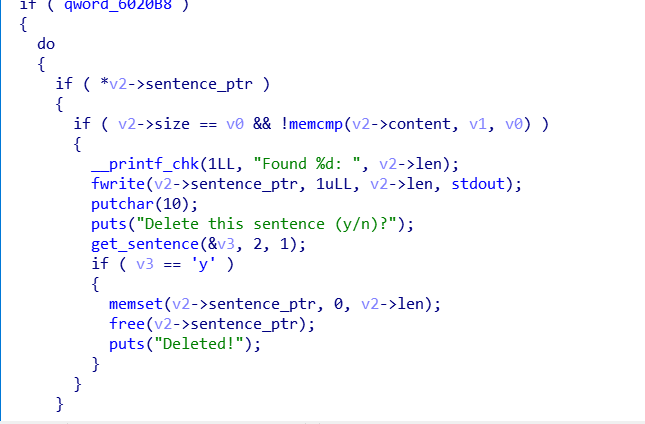 if ( qword_6020B8 )
{
do
{
if ( *v2->sentence_ptr )
{
if ( v2->size == v0 && !memcmp(v2->content, v1, v0) )
{
__printf_chk(1LL, "Found %d: ", v2->len);
fwrite(v2->sentence_ptr, 1uLL, v2->len, stdout);
putchar(10);
puts("Delete this sentence (y/n)?");
get_sentence(&v3, 2, 1);
if ( v3 == 'y' )
{
memset(v2->sentence_ptr, 0, v2->len);
free(v2->sentence_ptr);
puts("Deleted!");
}
}
}